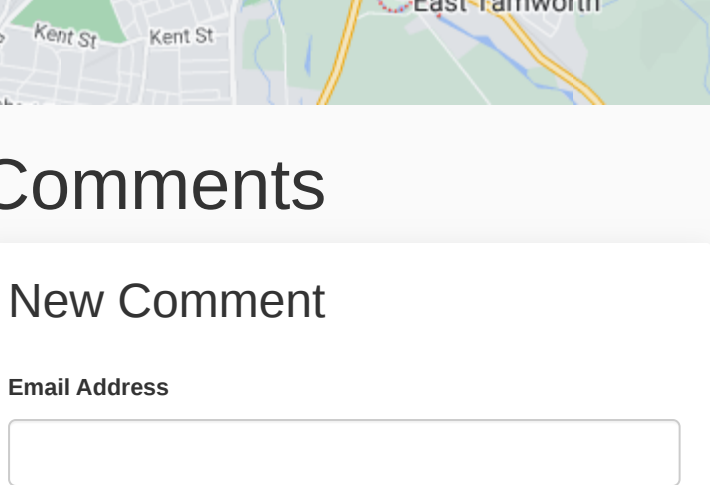 East Tamworth
Kent St
Kent St
Comments
New Comment
Email Address